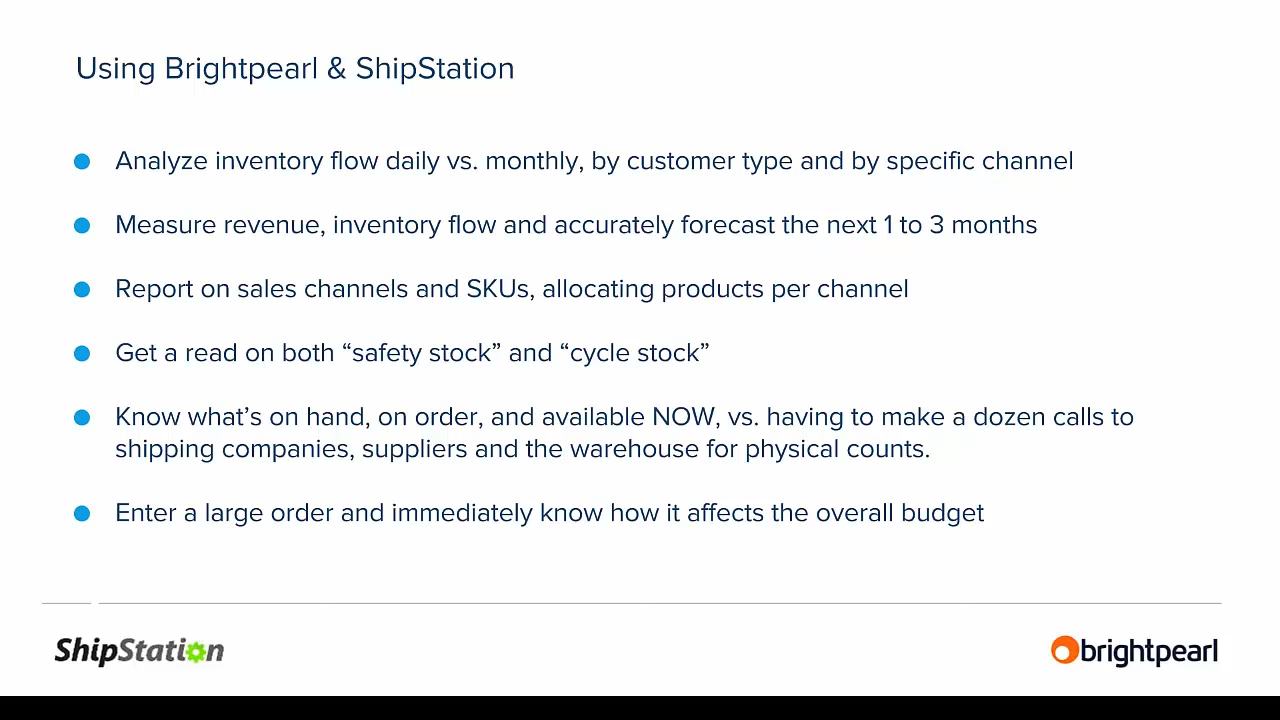 Using Brightpearl & ShipStation
Analyze inventory flow daily vs. monthly, by customer type and by specific channel
Measure revenue, inventory flow and accurately forecast the next 1 to 3 months
Report on sales channels and SKUs, allocating products per channel
Get a read on both “safety stock” and “cycle stock”
Know what’s on hand, on order, and available NOW, vs. having to make a dozen calls to
shipping companies, suppliers and the warehouse for physical counts.
Enter a large order and immediately know how it affects the overall budget
ShipStation
brightpearl